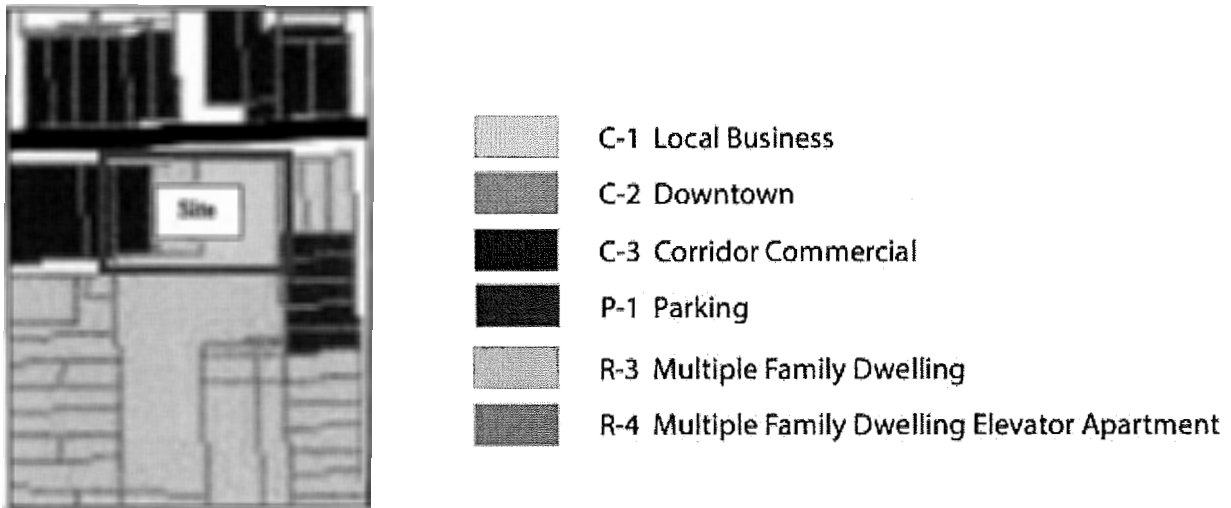 Site
C-1 Local Business
C-2 Downtown
C-3 Corridor Commercial
P-1 Parking
R-3 Multiple Family Dwelling
R-4 Multiple Family Dwelling Elevator Apartment